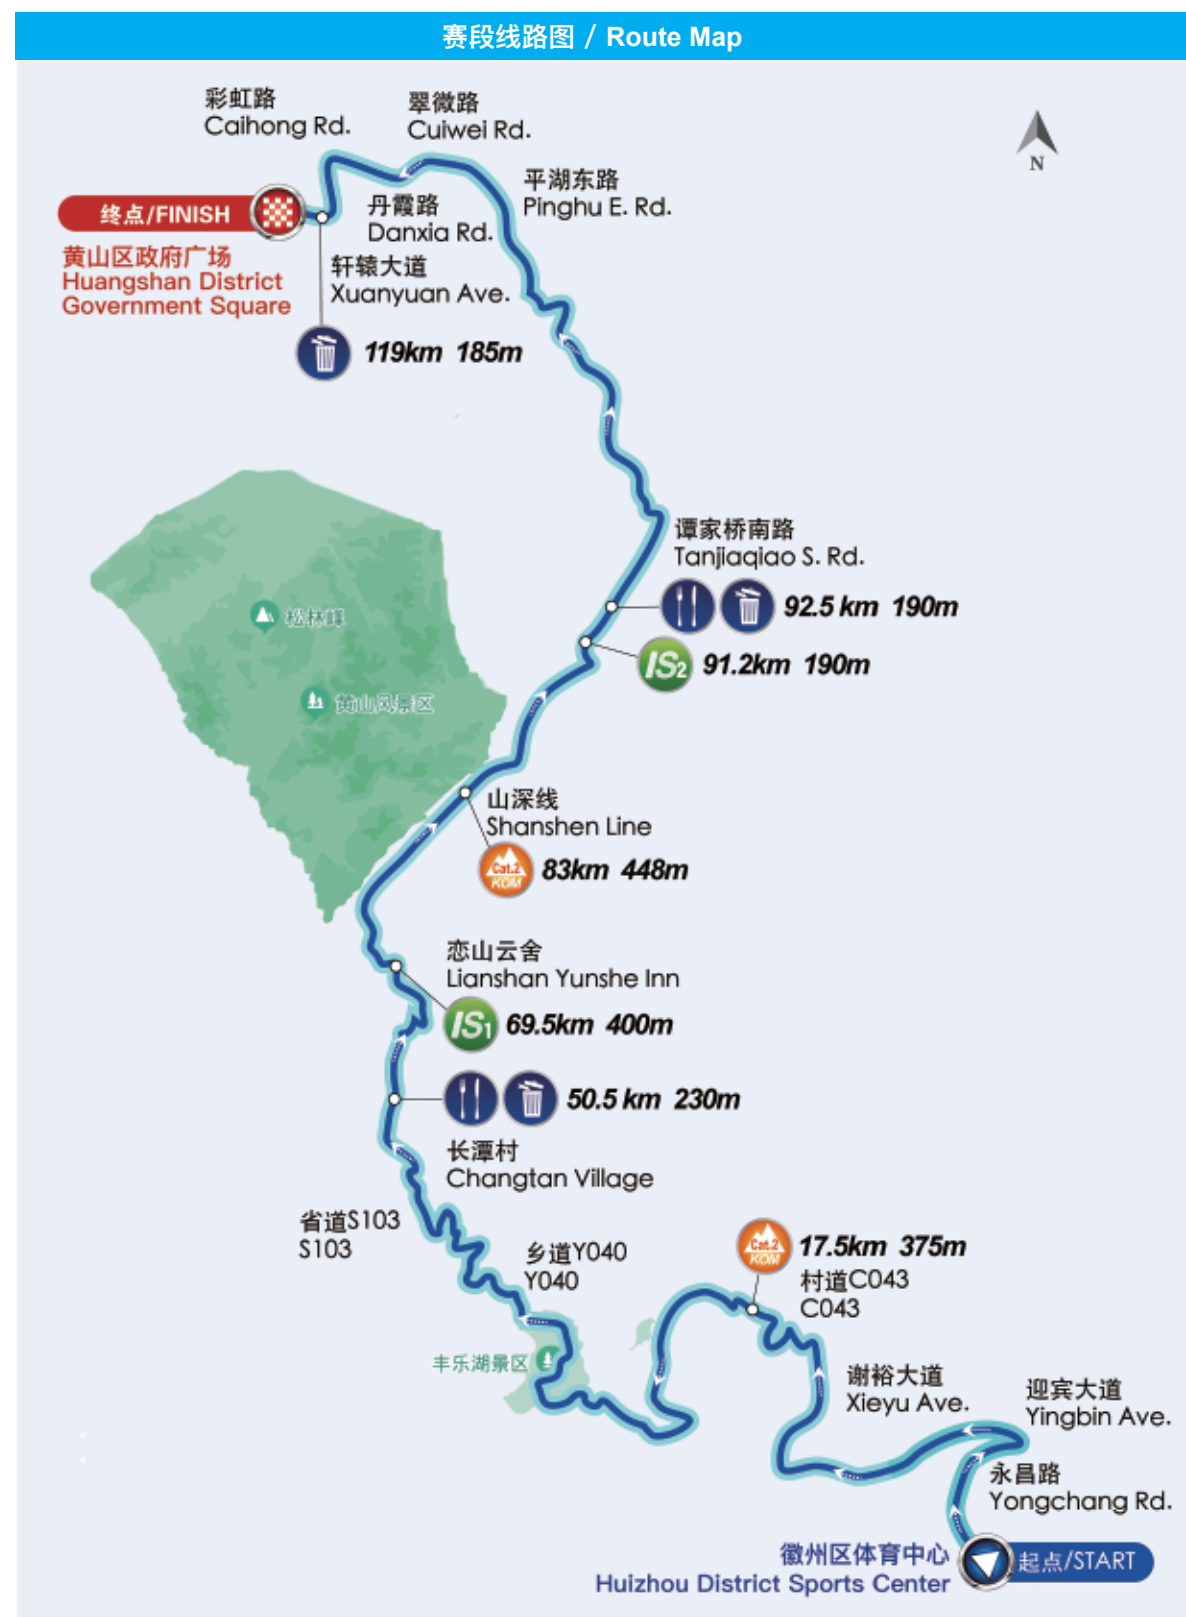 赛段线路图 / Route Map
彩虹路
Caihong Rd.
翠微路
Cuiwei Rd.
N
平湖东路
Pinghu E. Rd.
终点/FINISH
丹霞路
Danxia Rd.
黄山区政府广场
Huangshan District
Government Square
轩辕大道
Xuanyuan Ave.
119km 185m
谭家桥南路
Tanjiaqiao S. Rd.
92.5 km 190m
松林峰
IS2 91.2km 190m
黄山风景区
山深线
Shanshen Line
Cat.2
KOM
83km 448m
恋山云舍
Lianshan Yunshe Inn
IS1 69.5km 400m
50.5 km 230m
长潭村
Changtan Village
省道S103
S103
乡道Y040
Y040
Cat.2
KOM
17.5km 375m
村道C043
C043
丰乐湖景区
谢裕大道
Xieyu Ave.
迎宾大道
Yingbin Ave.
永昌路
Yongchang Rd.
徽州区体育中心
Huizhou District Sports Center
起点/START